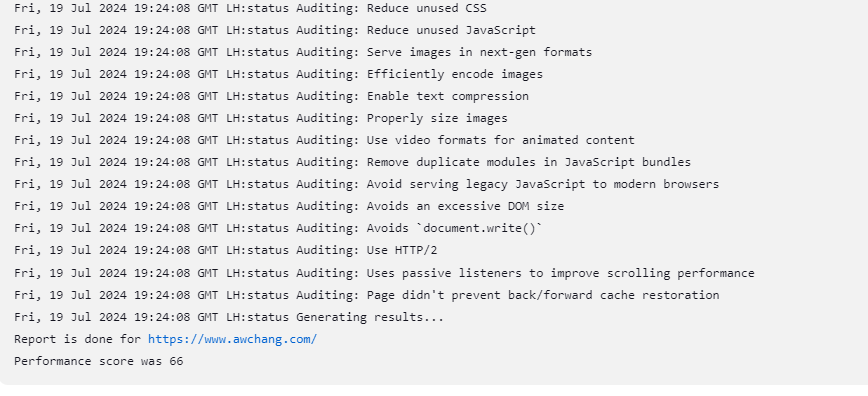 Fri, 19 Jul 2024 19:24:08 GMT LH:status Auditing: Reduce unused CSS
Fri, 19 Jul 2024 19:24:08 GMT LH:status Auditing: Reduce unused JavaScript
Fri, 19 Jul 2024 19:24:08 GMT LH:status Auditing: Serve images in next-gen formats
Fri, 19 Jul 2024 19:24:08 GMT LH:status Auditing: Efficiently encode images
Fri, 19 Jul 2024 19:24:08 GMT LH:status Auditing: Enable text compression
Fri, 19 Jul 2024 19:24:08 GMT LH:status Auditing: Properly size images
Fri, 19 Jul 2024 19:24:08 GMT LH:status Auditing: Use video formats for animated content
Fri, 19 Jul 2024 19:24:08 GMT LH:status Auditing: Remove duplicate modules in JavaScript bundles
Fri, 19 Jul 2024 19:24:08 GMT LH:status Auditing: Avoid serving legacy JavaScript to modern browsers
Fri, 19 Jul 2024 19:24:08 GMT LH:status Auditing: Avoids an excessive DOM size
Fri, 19 Jul 2024 19:24:08 GMT LH:status Auditing: Avoids `document.write()`
Fri, 19 Jul 2024 19:24:08 GMT LH:status Auditing: Use HTTP/2
Fri, 19 Jul 2024 19:24:08 GMT LH:status Auditing: Uses passive listeners to improve scrolling performance
Fri, 19 Jul 2024 19:24:08 GMT LH:status Auditing: Page didn't prevent back/forward cache restoration
Fri, 19 Jul 2024 19:24:08 GMT LH:status Generating results...
Report is done for https://www.awchang.com/
Performance score was 66